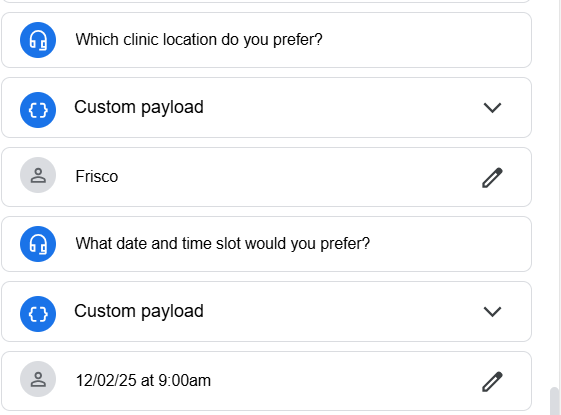 Which clinic location do you prefer?
Custom payload
Frisco
What date and time slot would you prefer?
Custom payload
12/02/25 at 9:00am